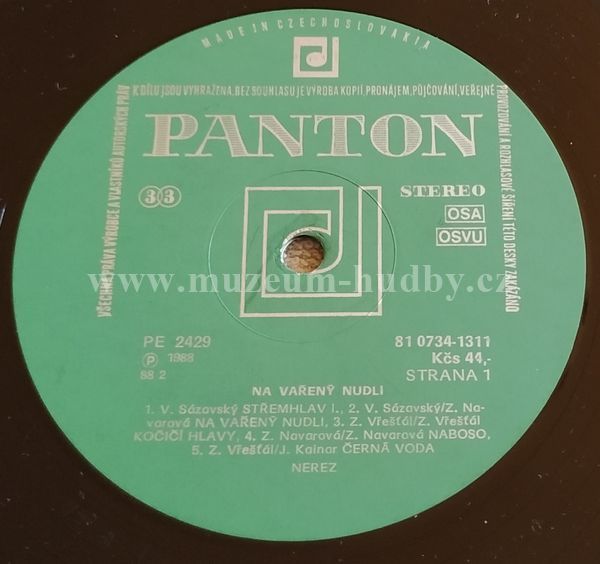 MADE IN CZECHOSLOVAKIA
VŠECHNA PRÁVA VÝROBCE A VLASTNÍKŮ AUTORSKÝCH PRÁV
K DÍLU JSOU VYHRAŽENA. BEZ SOUHLASU JE VÝROBA KOPIÍ, PRONÁJEM, PŮJČOVÁNÍ, VEŘEJNÉ
PROVOZOVÁNÍ A ROZHLASOVÉ ŠÍŘENÍ TÉTO DESKY ZAKÁZÁNO
PANTON
33
STEREO
OSA
OSVU
www.muzeum-hudby.cz
PE 2429
81 0734-1311
Ⓟ 1988
Kčs 44,-
88 2
STRANA 1
NA VAŘENÝ NUDLI
1. V. Sázavský STŘEMHLAV I., 2. V. Sázavský/Z. Na-
varová NA VAŘENÝ NUDLI, 3. Z. Vřešťál/Z. Vřešťál
KOČIČÍ HLAVY, 4. Z. Navarová/Z. Navarová NABOSO,
5. Z. Vřešťál/J. Kainar ČERNÁ VODA
NEREZ